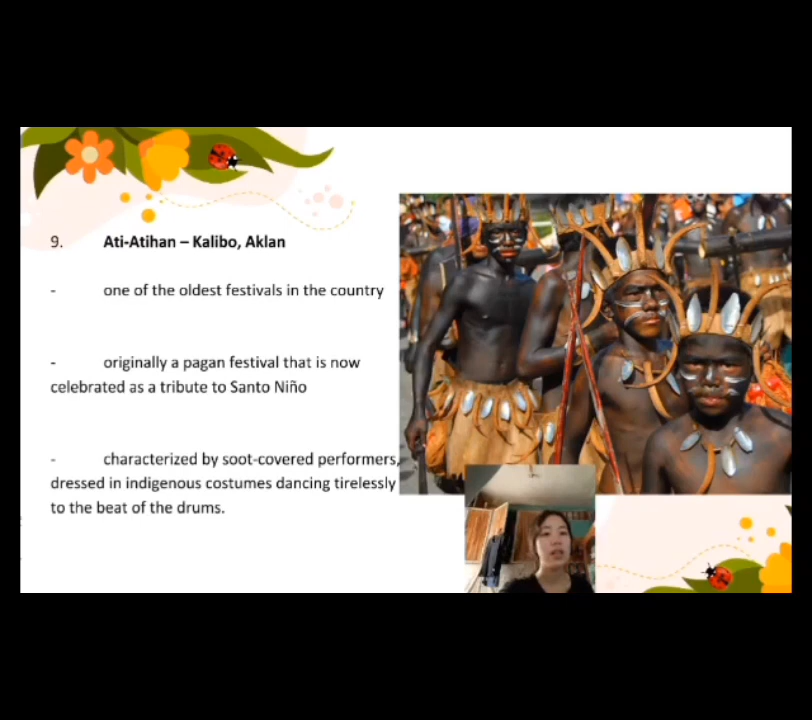 9. Ati-Atihan – Kalibo, Aklan
- one of the oldest festivals in the country
- originally a pagan festival that is now
celebrated as a tribute to Santo Niño
- characterized by soot-covered performers,
dressed in indigenous costumes dancing tirelessly
to the beat of the drums.